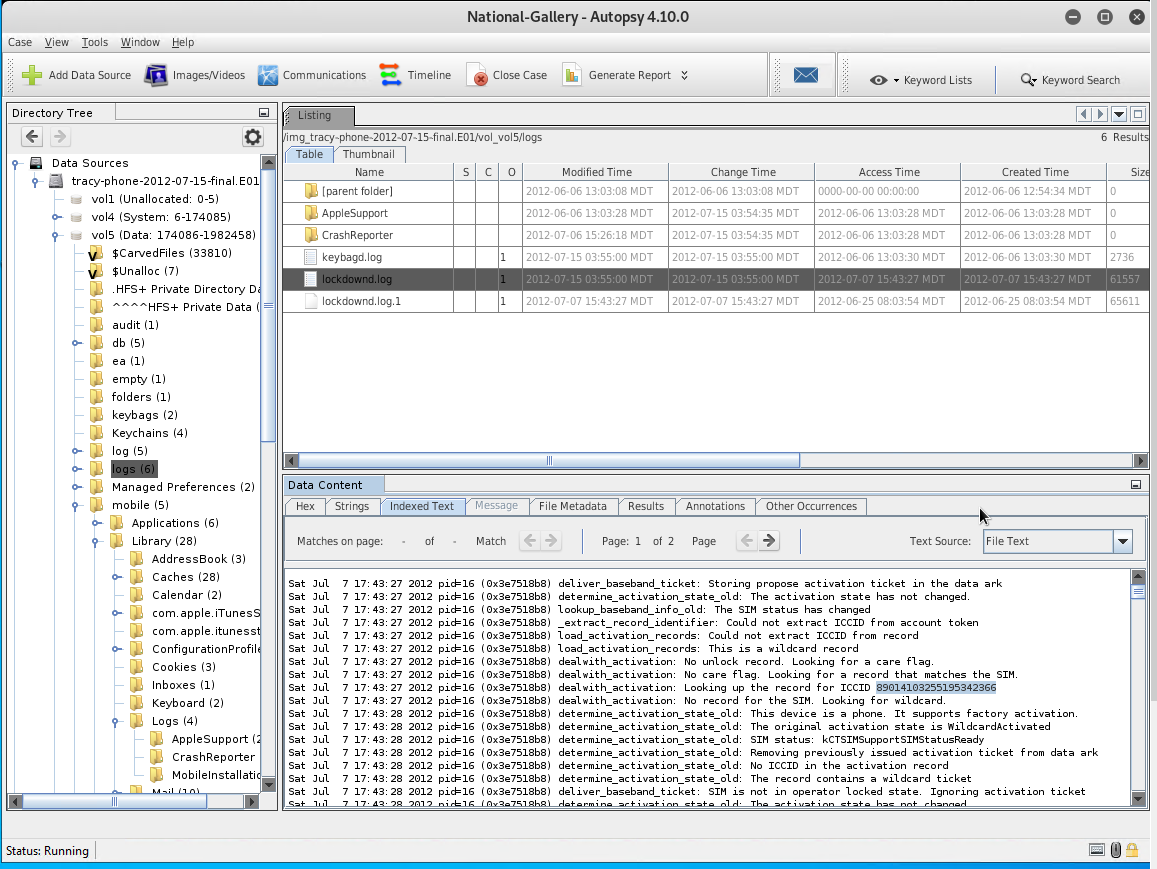 National-Gallery - Autopsy 4.10.0
Case View Tools Window Help
Add Data Source Images/Videos Communications Timeline Close Case Generate Report Keyword Lists Keyword Search
Directory Tree
Data Sources
tracy-phone-2012-07-15-final.E01
vol1 (Unallocated: 0-5)
vol4 (System: 6-174085)
vol5 (Data: 174086-1982458)
$CarvedFiles (33810)
$Unalloc (7)
.HFS+ Private Directory Da
^^^^HFS+ Private Data (
audit (1)
db (5)
ea (1)
empty (1)
folders (1)
keybags (2)
Keychains (4)
log (5)
logs (6)
Managed Preferences (2)
mobile (5)
Applications (6)
Library (28)
AddressBook (3)
Caches (28)
Calendar (2)
com.apple.iTunesS
com.apple.itunesst
ConfigurationProfile
Cookies (3)
Inboxes (1)
Keyboard (2)
Logs (4)
AppleSupport (2
CrashReporter
MobileInstallatio
Mail (10)
Listing
/img_tracy-phone-2012-07-15-final.E01/vol_vol5/logs
6 Results
Table Thumbnail
Name S C O Modified Time Change Time Access Time Created Time Size
[parent folder] 2012-06-06 13:03:08 MDT 2012-06-06 13:03:08 MDT 0000-00-00 00:00:00 2012-06-06 12:54:34 MDT 0
AppleSupport 2012-06-06 13:03:28 MDT 2012-07-15 03:54:35 MDT 2012-06-06 13:03:28 MDT 2012-06-06 13:03:28 MDT 0
CrashReporter 2012-07-06 15:26:18 MDT 2012-07-15 03:54:35 MDT 2012-06-06 13:03:28 MDT 2012-06-06 13:03:28 MDT 0
keybagd.log 1 2012-07-15 03:55:00 MDT 2012-07-15 03:55:00 MDT 2012-06-06 13:03:30 MDT 2012-06-06 13:03:30 MDT 2736
lockdownd.log 1 2012-07-15 03:55:00 MDT 2012-07-15 03:55:00 MDT 2012-07-07 15:43:27 MDT 2012-07-07 15:43:27 MDT 61557
lockdownd.log.1 1 2012-07-07 15:43:27 MDT 2012-07-07 15:43:27 MDT 2012-06-25 08:03:54 MDT 2012-06-25 08:03:54 MDT 65611
Data Content
Hex Strings Indexed Text Message File Metadata Results Annotations Other Occurrences
Matches on page: - of - Match Page: 1 of 2 Page Text Source: File Text
Sat Jul 7 17:43:27 2012 pid=16 (0x3e7518b8) deliver_baseband_ticket: Storing propose activation ticket in the data ark
Sat Jul 7 17:43:27 2012 pid=16 (0x3e7518b8) determine_activation_state_old: The activation state has not changed.
Sat Jul 7 17:43:27 2012 pid=16 (0x3e7518b8) lookup_baseband_info_old: The SIM status has changed
Sat Jul 7 17:43:27 2012 pid=16 (0x3e7518b8) _extract_record_identifier: Could not extract ICCID from account token
Sat Jul 7 17:43:27 2012 pid=16 (0x3e7518b8) load_activation_records: Could not extract ICCID from record
Sat Jul 7 17:43:27 2012 pid=16 (0x3e7518b8) load_activation_records: This is a wildcard record
Sat Jul 7 17:43:27 2012 pid=16 (0x3e7518b8) dealwith_activation: No unlock record. Looking for a care flag.
Sat Jul 7 17:43:27 2012 pid=16 (0x3e7518b8) dealwith_activation: No care flag. Looking for a record that matches the SIM.
Sat Jul 7 17:43:27 2012 pid=16 (0x3e7518b8) dealwith_activation: Looking up the record for ICCID 89014103255195342366
Sat Jul 7 17:43:27 2012 pid=16 (0x3e7518b8) dealwith_activation: No record for the SIM. Looking for wildcard.
Sat Jul 7 17:43:28 2012 pid=16 (0x3e7518b8) determine_activation_state_old: This device is a phone. It supports factory activation.
Sat Jul 7 17:43:28 2012 pid=16 (0x3e7518b8) determine_activation_state_old: The original activation state is WildcardActivated
Sat Jul 7 17:43:28 2012 pid=16 (0x3e7518b8) determine_activation_state_old: SIM status: kCTSIMSupportSIMStatusReady
Sat Jul 7 17:43:28 2012 pid=16 (0x3e7518b8) determine_activation_state_old: Removing previously issued activation ticket from data ark
Sat Jul 7 17:43:28 2012 pid=16 (0x3e7518b8) determine_activation_state_old: No ICCID in the activation record
Sat Jul 7 17:43:28 2012 pid=16 (0x3e7518b8) determine_activation_state_old: The record contains a wildcard ticket
Sat Jul 7 17:43:28 2012 pid=16 (0x3e7518b8) deliver_baseband_ticket: SIM is not in operator locked state. Ignoring activation ticket
Sat Jul 7 17:43:28 2012 pid=16 (0x3e7518b8) determine_activation_state_old: The activation state has not changed
Status: Running